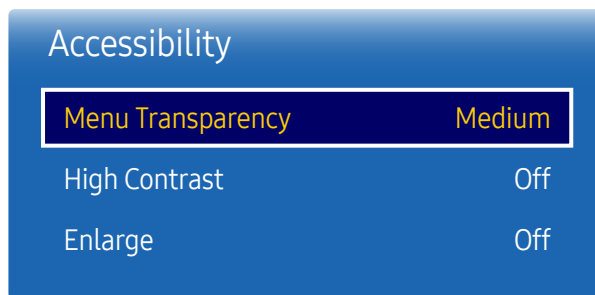 Accessibility
Menu Transparency Medium
High Contrast Off
Enlarge Off